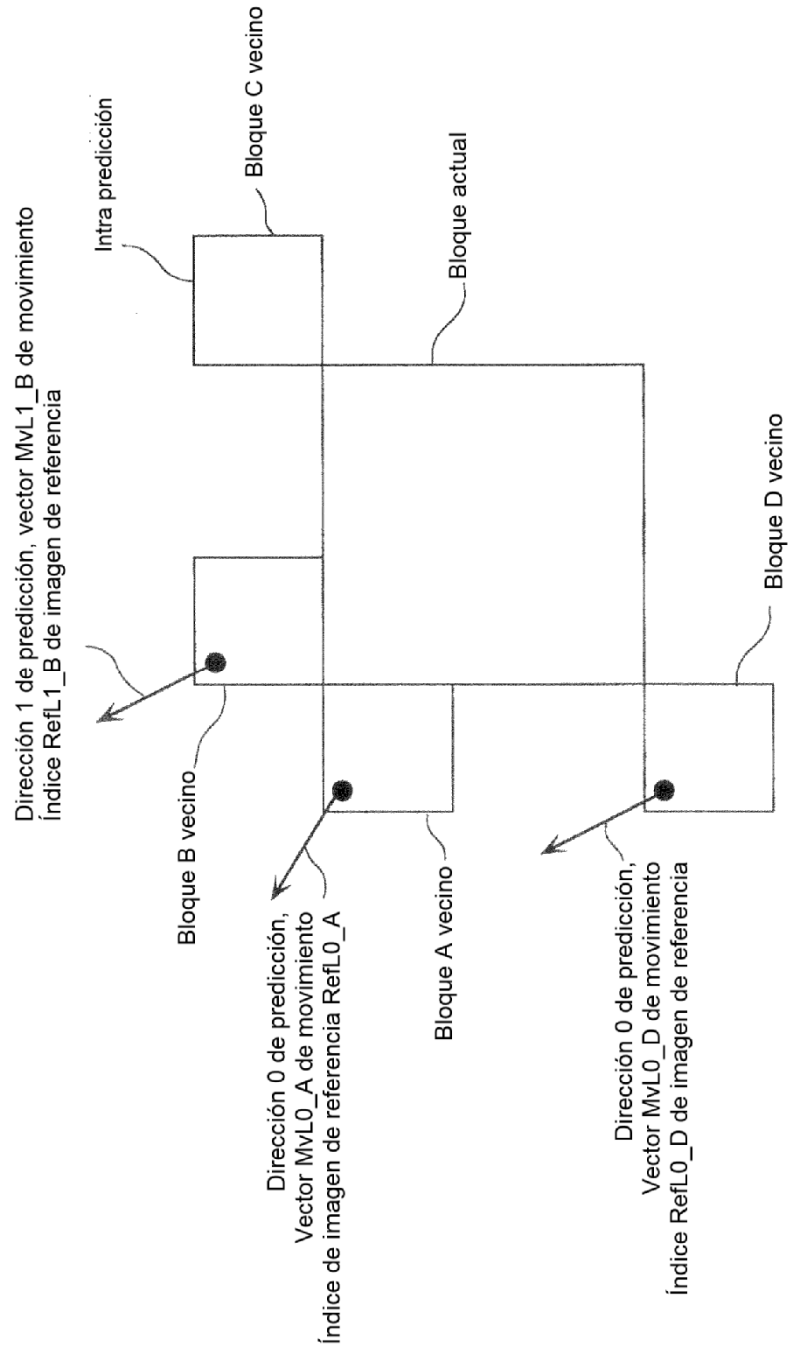 Dirección 1 de predicción, vector MvL1_B de movimiento
Índice RefL1_B de imagen de referencia
Intra predicción
Bloque C vecino
Bloque B vecino
Bloque actual
Dirección 0 de predicción,
Vector MvL0_A de movimiento
Índice de imagen de referencia RefL0_A
Bloque A vecino
Dirección 0 de predicción,
Vector MvL0_D de movimiento
Índice RefL0_D de imagen de referencia
Bloque D vecino